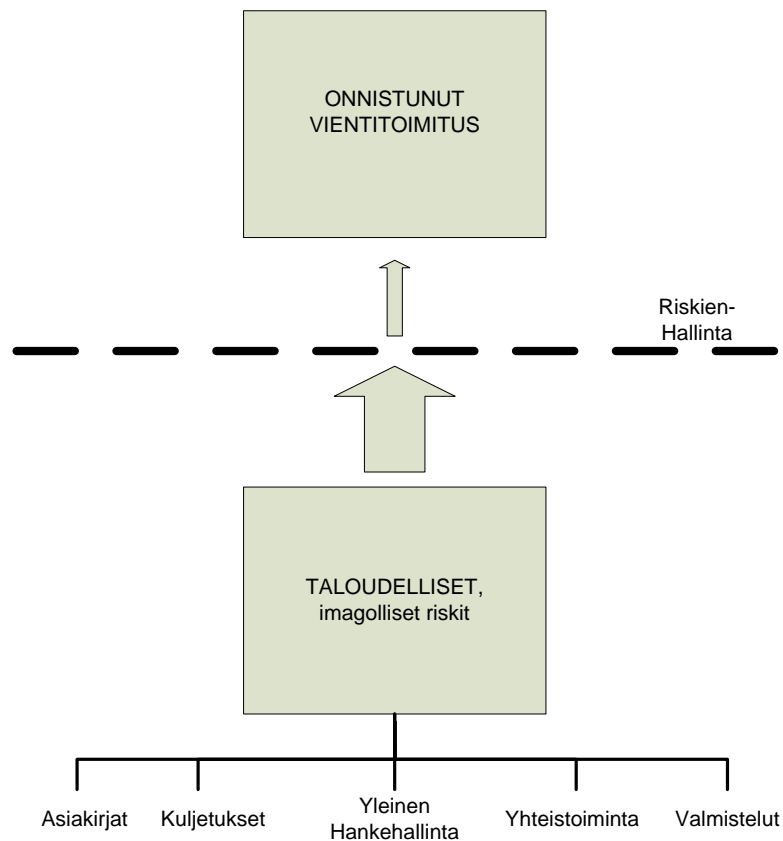 ONNISTUNUT
VIENTITOIMITUS
Riskien-
Hallinta
TALOUDELLISET,
imagolliset riskit
Asiakirjat
Kuljetukset
Yleinen
Hankehallinta
Yhteistoiminta
Valmistelut